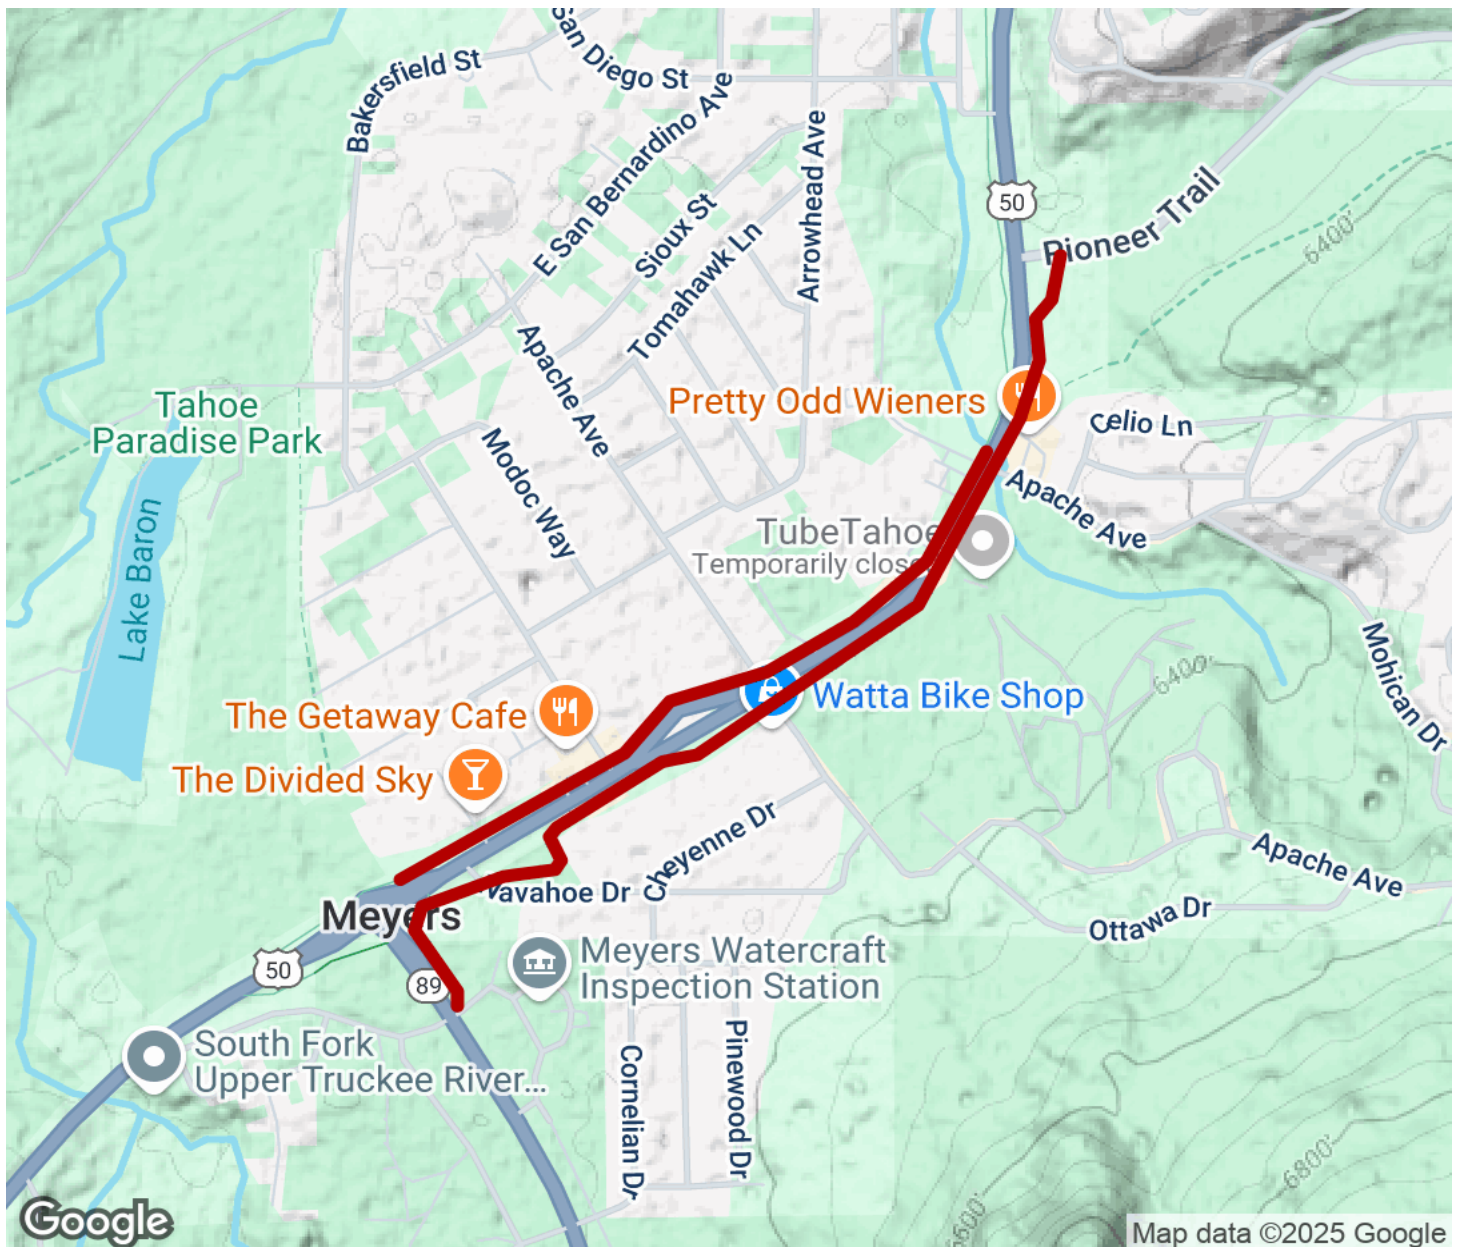 San Diego St
Bakersfield St
E San Bernardino Ave
Arrowhead Ave
Sioux St
50
Pioneer Trail
6400'
Tomahawk Ln
Apache Ave
Tahoe
Paradise Park
Pretty Odd Wieners
Celio Ln
Modoc Way
Apache Ave
Lake Baron
TubeTahoe
Temporarily close
Mohican Dr
6400'
Watta Bike Shop
The Getaway Cafe
The Divided Sky
Cheyenne Dr
Apache Ave
Navahoe Dr
Meyers
Ottawa Dr
50
89
Meyers Watercraft
Inspection Station
South Fork
Upper Truckee River...
Cornelian Dr
Pinewood Dr
6800'
6600'
Google
Map data ©2025 Google